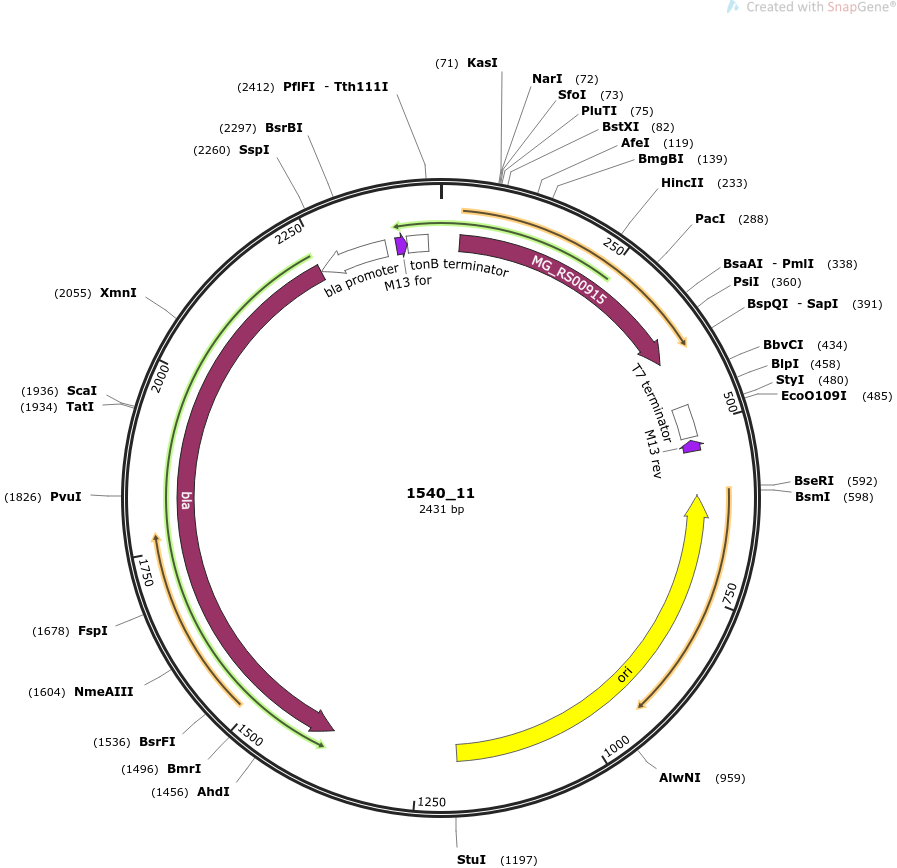 Created with SnapGene®
(71) KasI
(2412) PflFI - Tth111I
NarI (72)
SfoI (73)
PluTI (75)
(2297) BsrBI
BstXI (82)
(2260) SspI
AfeI (119)
BmgBI (139)
HincII (233)
PacI (288)
2250
250
bla promoter
M13 for
tonB terminator
MG_RS00915
BsaAI - PmlI (338)
PsiI (360)
(2055) XmnI
BspQI - SapI (391)
BbvCI (434)
BlpI (458)
2000
StyI (480)
(1936) ScaI
EcoO109I (485)
(1934) TatI
T7 terminator
500
M13 rev
BseRI (592)
(1826) PvuI
bla
1540_11
BsmI (598)
2431 bp
1750
750
(1678) FspI
ori
(1604) NmeAIII
(1536) BsrFI
1500
1000
(1496) BmrI
AlwNI (959)
(1456) AhdI
1250
StuI (1197)